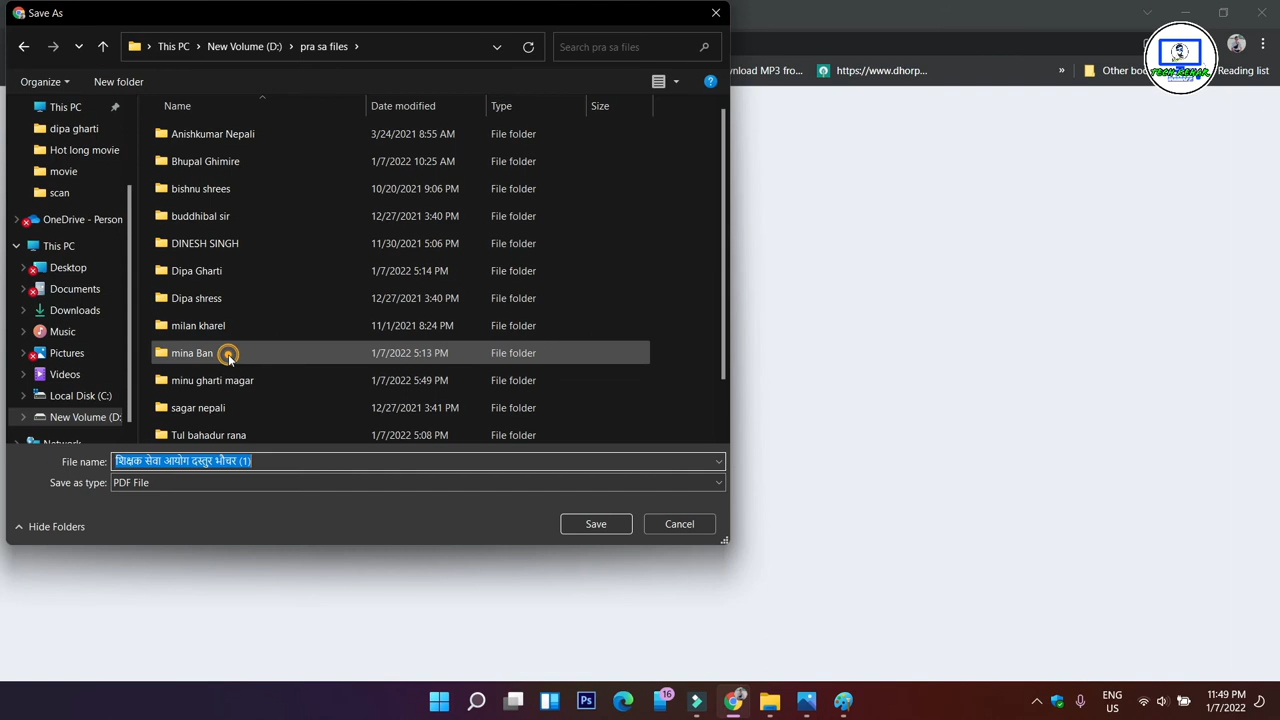 Save As
This PC
New Volume (D:)
pra sa files
Search pra sa files
Organize
New folder
Name
Date modified
Type
Size
This PC
dipa gharti
Hot long movie
movie
scan
OneDrive - Person
This PC
Desktop
Documents
Downloads
Music
Pictures
Videos
Local Disk (C:)
New Volume (D:
Network
Anishkumar Nepali 3/24/2021 8:55 AM File folder
Bhupal Ghimire 1/7/2022 10:25 AM File folder
bishnu shrees 10/20/2021 9:06 PM File folder
buddhibal sir 12/27/2021 3:40 PM File folder
DINESH SINGH 11/30/2021 5:06 PM File folder
Dipa Gharti 1/7/2022 5:14 PM File folder
Dipa shress 12/27/2021 3:40 PM File folder
milan kharel 11/1/2021 8:24 PM File folder
mina Ban 1/7/2022 5:13 PM File folder
minu gharti magar 1/7/2022 5:49 PM File folder
sagar nepali 12/27/2021 3:41 PM File folder
Tul bahadur rana 1/7/2022 5:08 PM File folder
File name: शिक्षक सेवा आयोग दस्तुर भौचर (1)
Save as type: PDF File
Hide Folders
Save
Cancel
wnload MP3 fro...
https://www.dhorp...
»
Other boo
Reading list
16
ENG
US
11:49 PM
1/7/2022